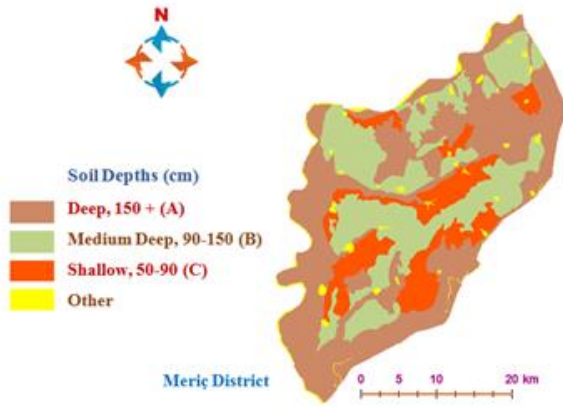 N
Soil Depths (cm)
Deep, 150 + (A)
Medium Deep, 90-150 (B)
Shallow, 50-90 (C)
Other
Meriç District
0 5 10 20 km